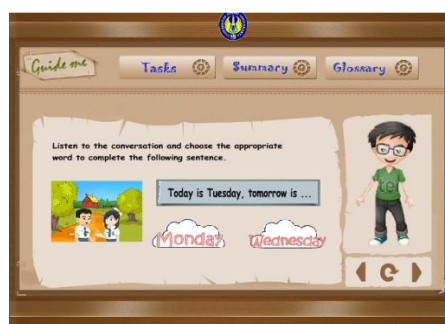 Guide me
Tasks
Summary
Glossary
Listen to the conversation and choose the appropriate
word to complete the following sentence.
Today is Tuesday, tomorrow is ...
Monday
Wednesday